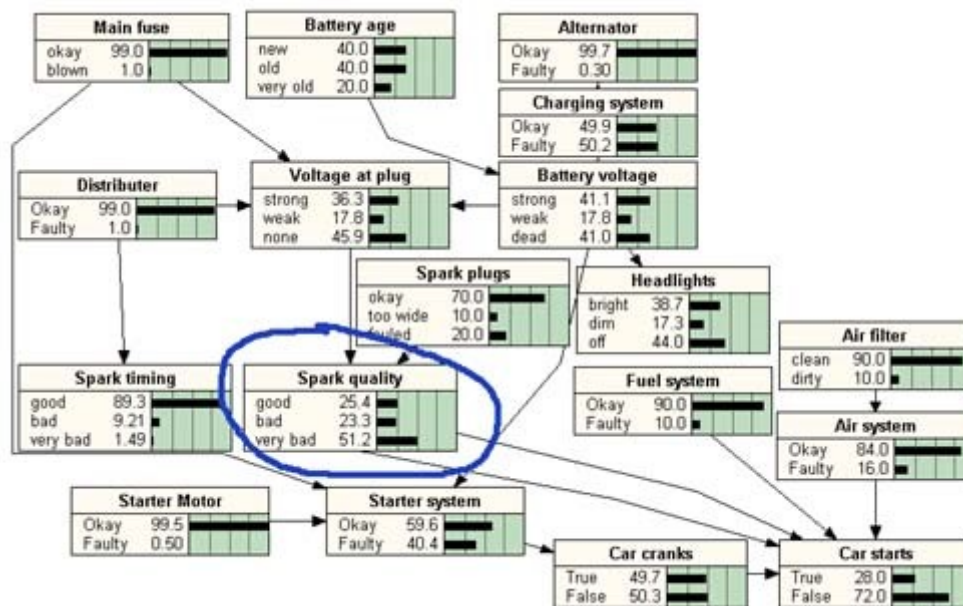 Main fuse
okay 99.0
blown 1.0
Battery age
new 40.0
old 40.0
very old 20.0
Alternator
Okay 99.7
Faulty 0.30
Charging system
Okay 49.9
Faulty 50.2
Distributer
Okay 99.0
Faulty 1.0
Voltage at plug
strong 36.3
weak 17.8
none 45.9
Battery voltage
strong 41.1
weak 17.8
dead 41.0
Spark plugs
okay 70.0
too wide 10.0
fouled 20.0
Headlights
bright 38.7
dim 17.3
off 44.0
Air filter
clean 90.0
dirty 10.0
Spark timing
good 89.3
bad 9.21
very bad 1.49
Spark quality
good 25.4
bad 23.3
very bad 51.2
Fuel system
Okay 90.0
Faulty 10.0
Air system
Okay 84.0
Faulty 16.0
Starter Motor
Okay 99.5
Faulty 0.50
Starter system
Okay 59.6
Faulty 40.4
Car cranks
True 49.7
False 50.3
Car starts
True 28.0
False 72.0